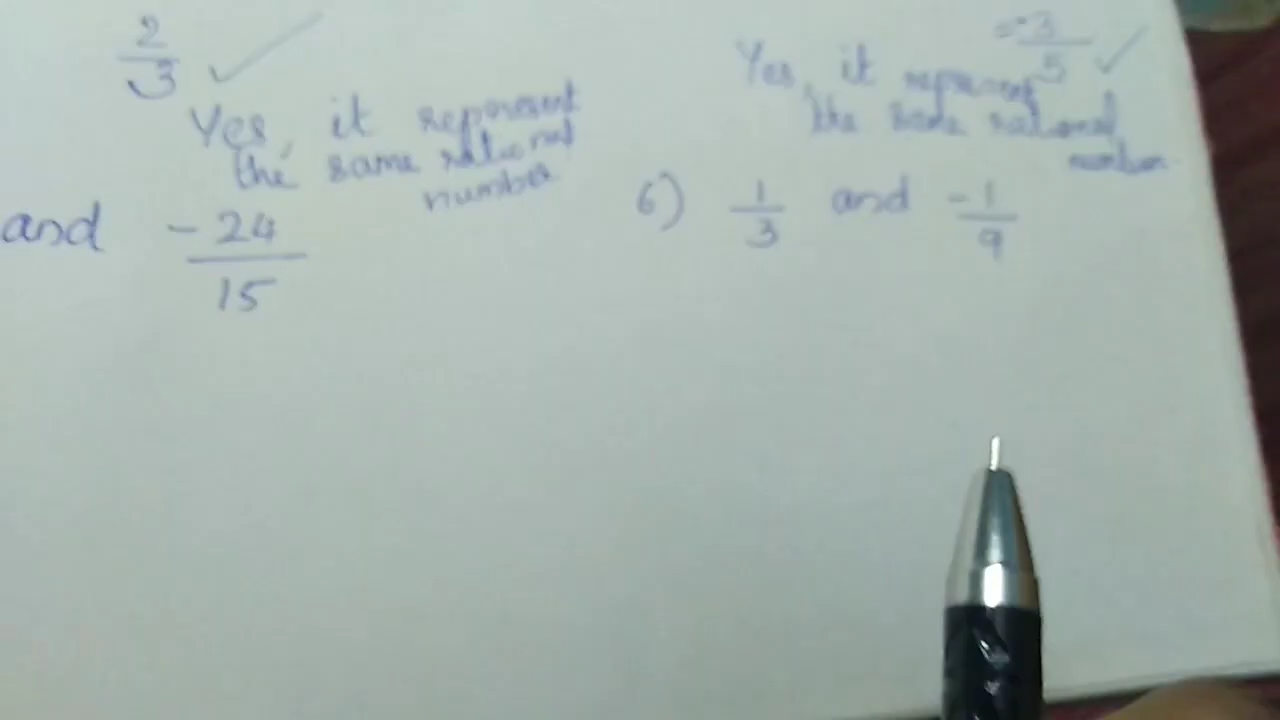 2
3
Yes, it represent
the same rational
number
and -24
15
-3
5
Yes, it represent
the same rational
number
6) 1 and -1
3 9